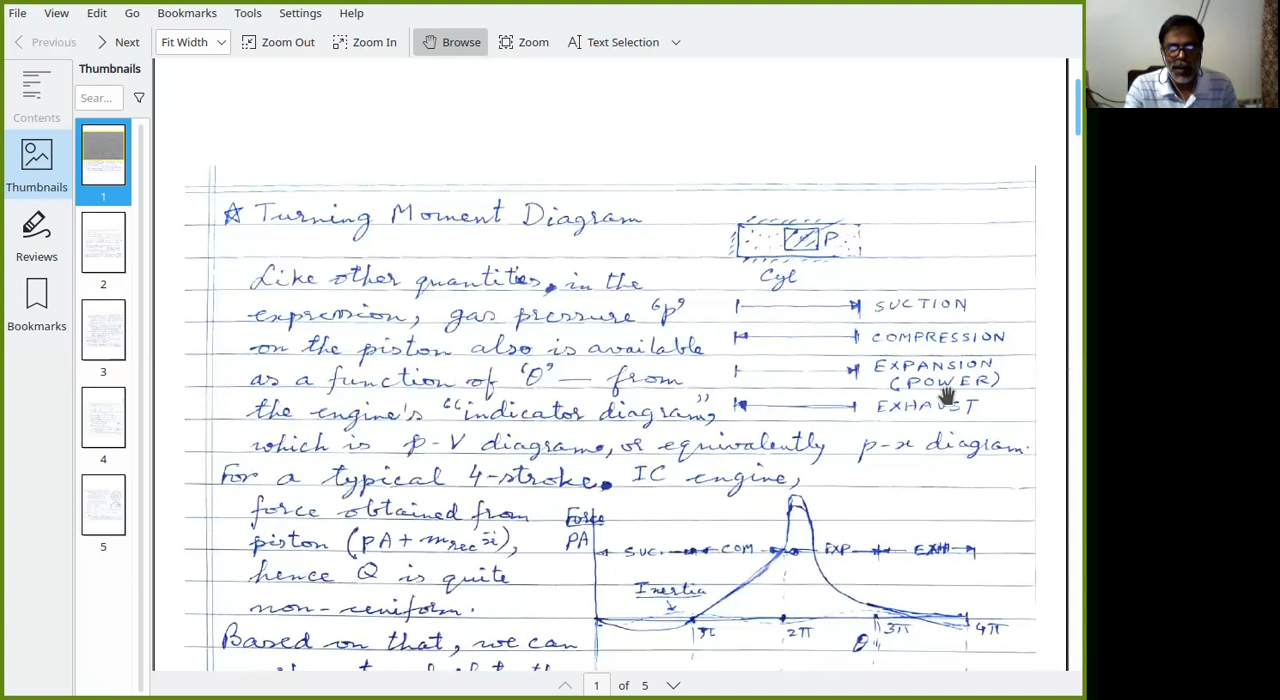 File View Edit Go Bookmarks Tools Settings Help
Previous Next Fit Width Zoom Out Zoom In Browse Zoom Text Selection
Thumbnails
Sear...
Contents
Thumbnails
Reviews
Bookmarks
1
2
3
4
5
Turning Moment Diagram
P
Cyl
Like other quantities, in the
expression, gas pressure "p"
on the piston also is available
as a function of 'θ' — from
the engine's "indicator diagram",
which is p-V diagram, or equivalently p-x diagram.
SUCTION
COMPRESSION
EXPANSION
(POWER)
EXHAUST
For a typical 4-stroke IC engine,
force obtained from
piston (pA + m_rec ẍ),
hence Q is quite
non-uniform.
Based on that, we can
Force
PA
SUC. COM EXP EXH
Inertia
π 2π 3π 4π
θ
1 of 5